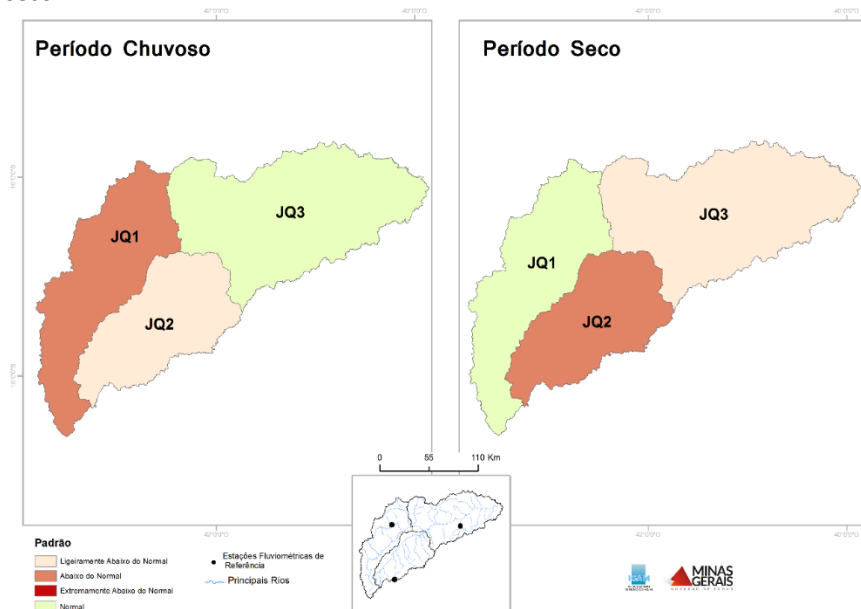 Período Chuvoso
JQ1
JQ3
JQ2
Período Seco
JQ3
JQ1
JQ2
0 55 110 Km
Padrão
Ligeiramente Abaixo do Normal
Abaixo do Normal
Extremamente Abaixo do Normal
Normal
Estações Fluviométricas de
Referência
Principais Rios
MINAS
GERAIS